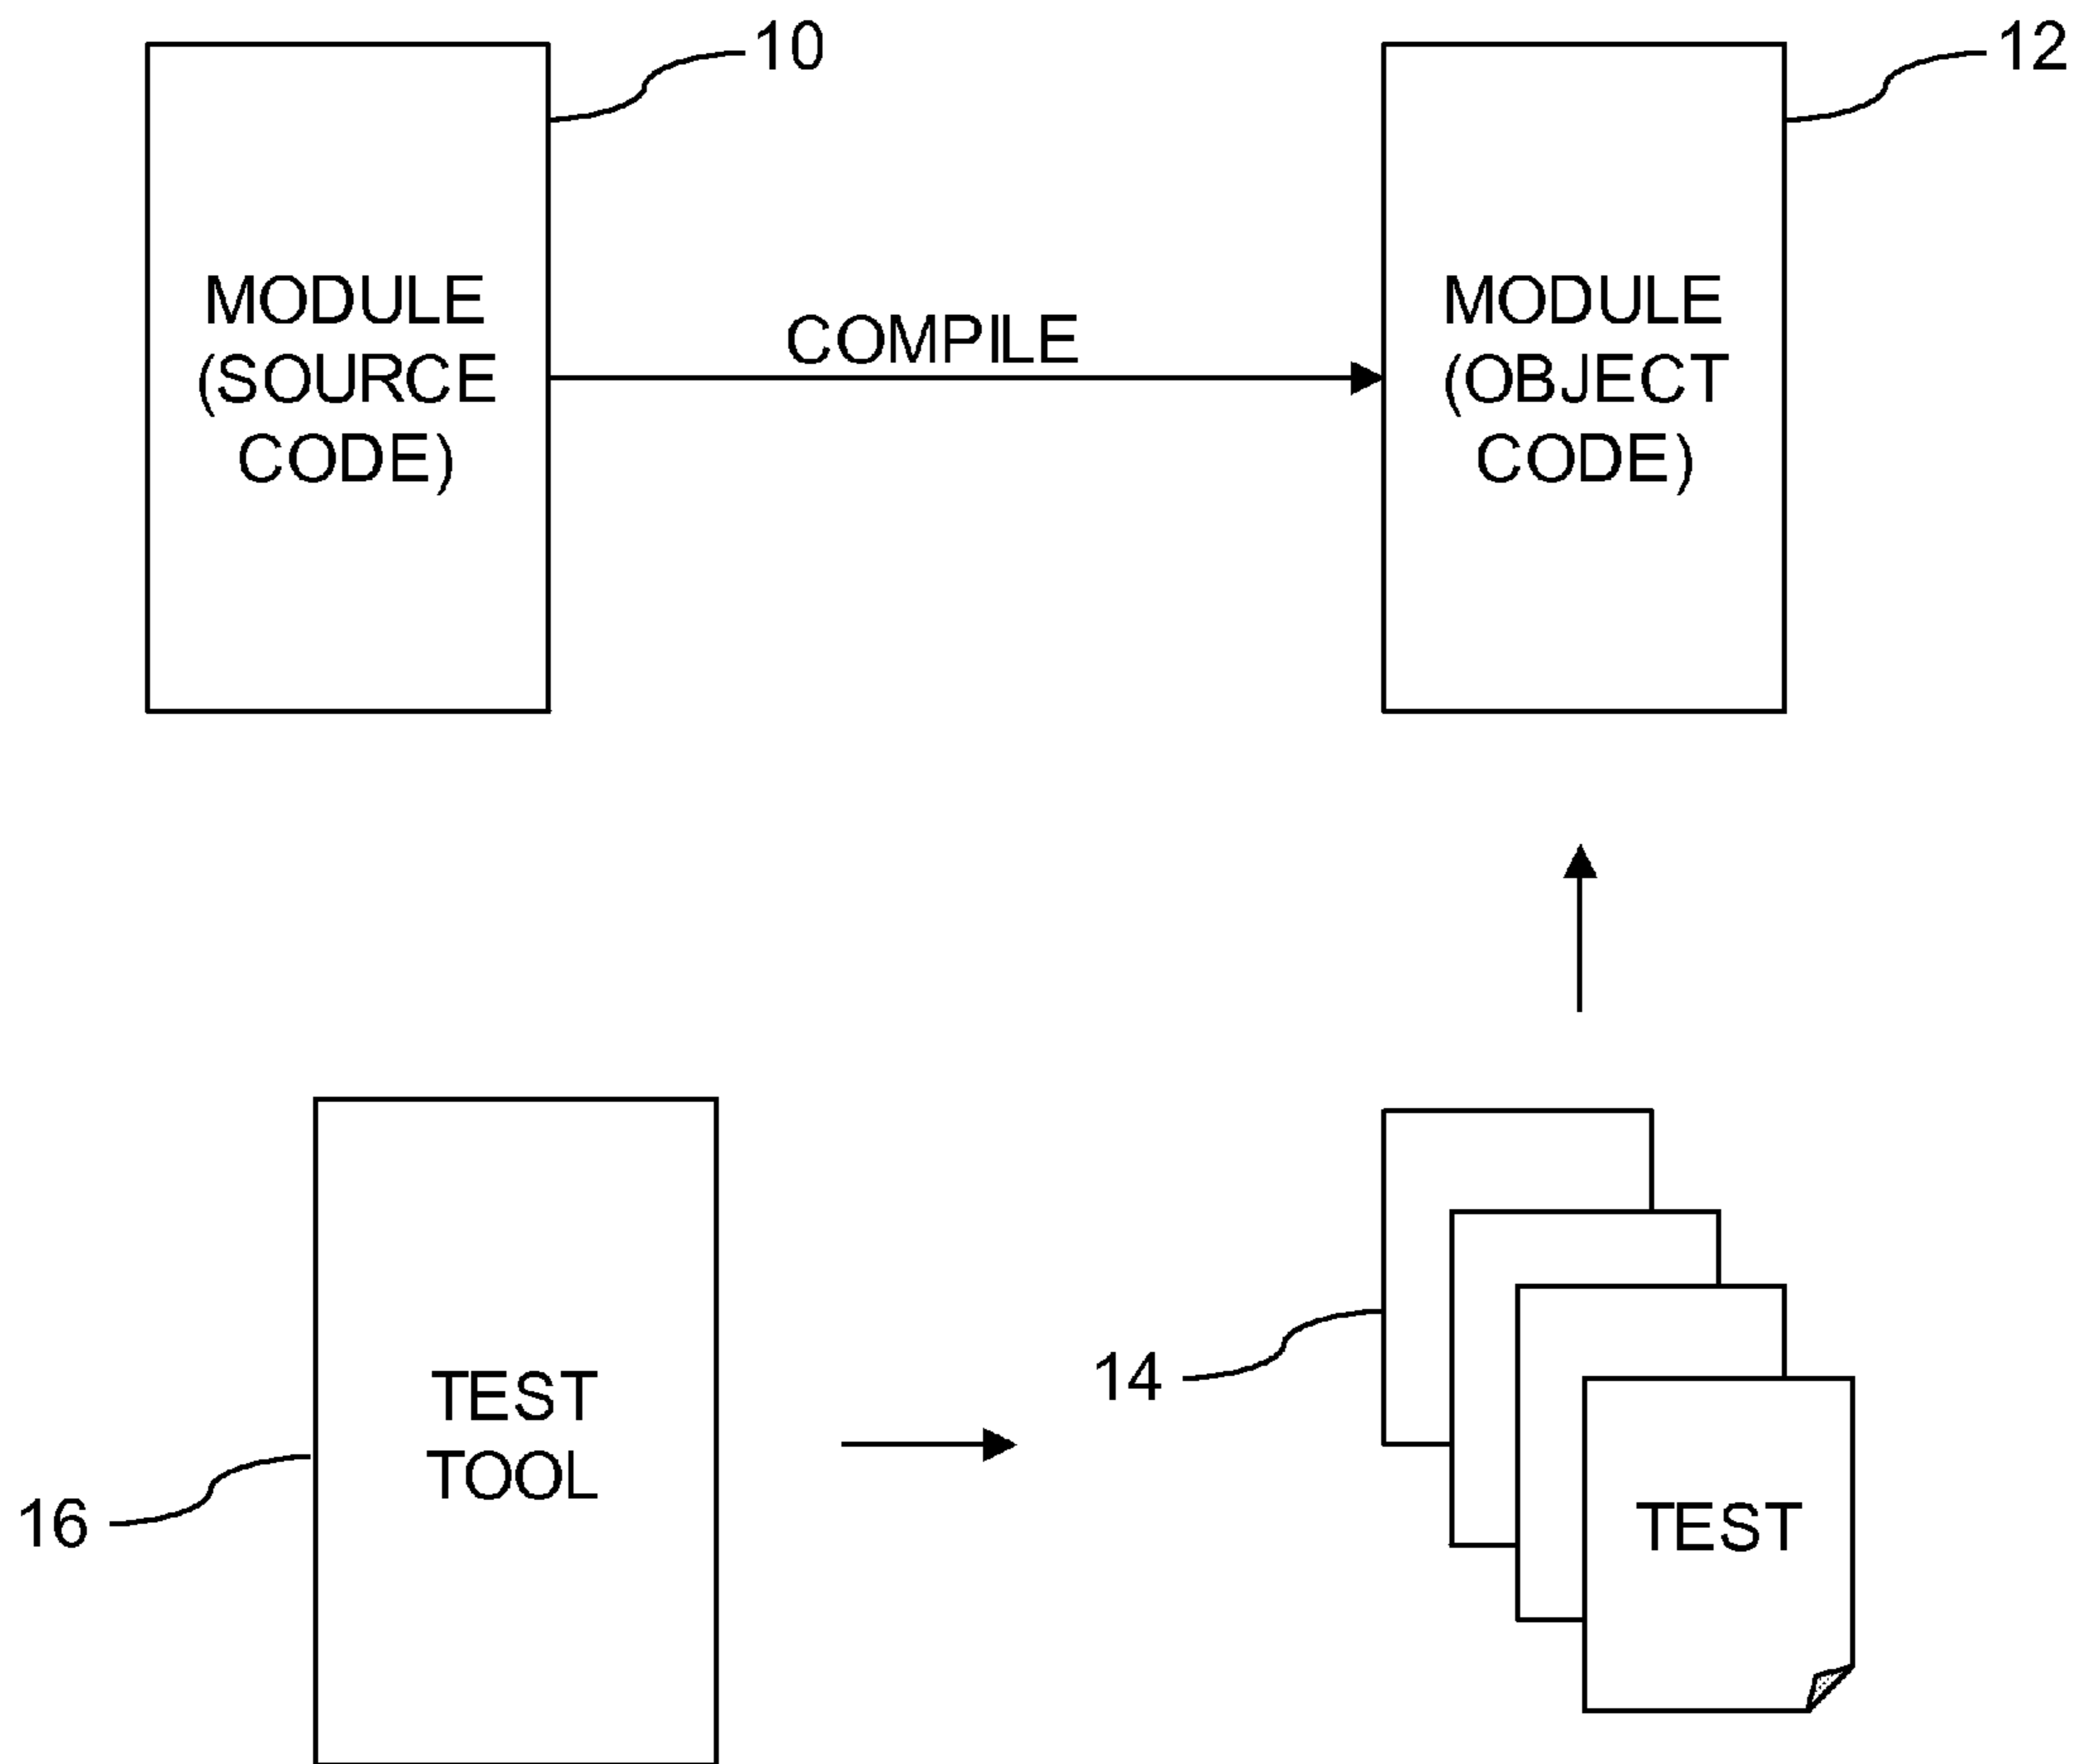 10
12
MODULE
(SOURCE
CODE)
COMPILE
MODULE
(OBJECT
CODE)
14
16
TEST
TOOL
TEST